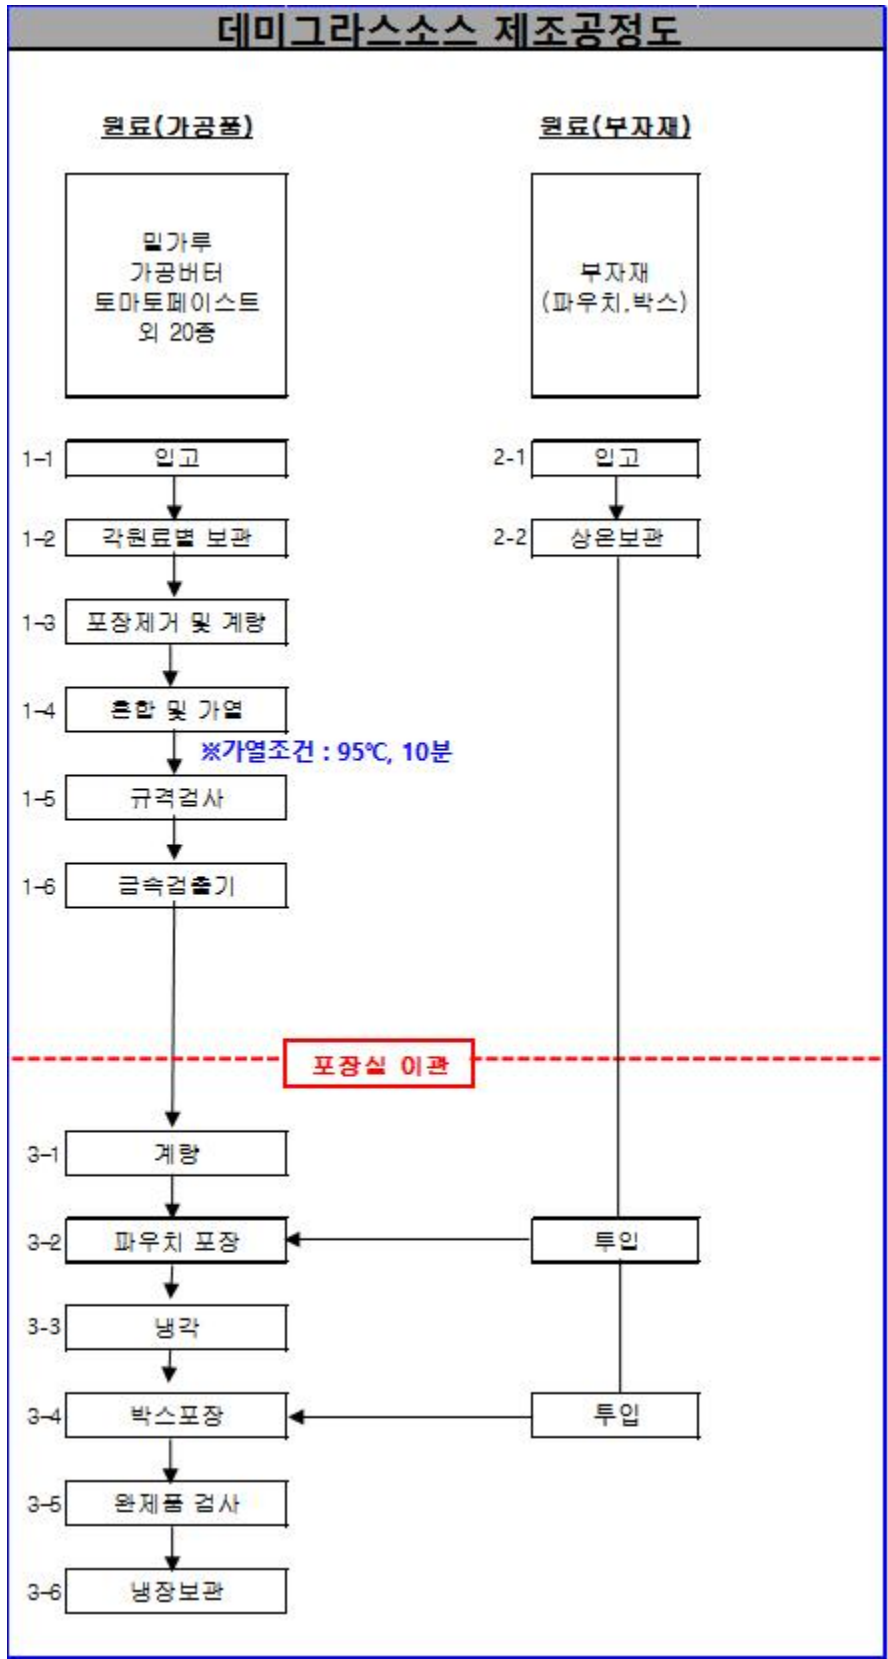 데미그라스소스 제조공정도
원료(가공품)
원료(부자재)
밀가루
가공버터
토마토페이스트
외 20종
부자재
(파우치,박스)
1-1 입고
2-1 입고
1-2 각원료별 보관
2-2 상온보관
1-3 포장제거 및 계량
1-4 혼합 및 가열
※가열조건 : 95℃, 10분
1-5 규격검사
1-6 금속검출기
포장실 이관
3-1 계량
3-2 파우치 포장
투입
3-3 냉각
3-4 박스포장
투입
3-5 완제품 검사
3-6 냉장보관